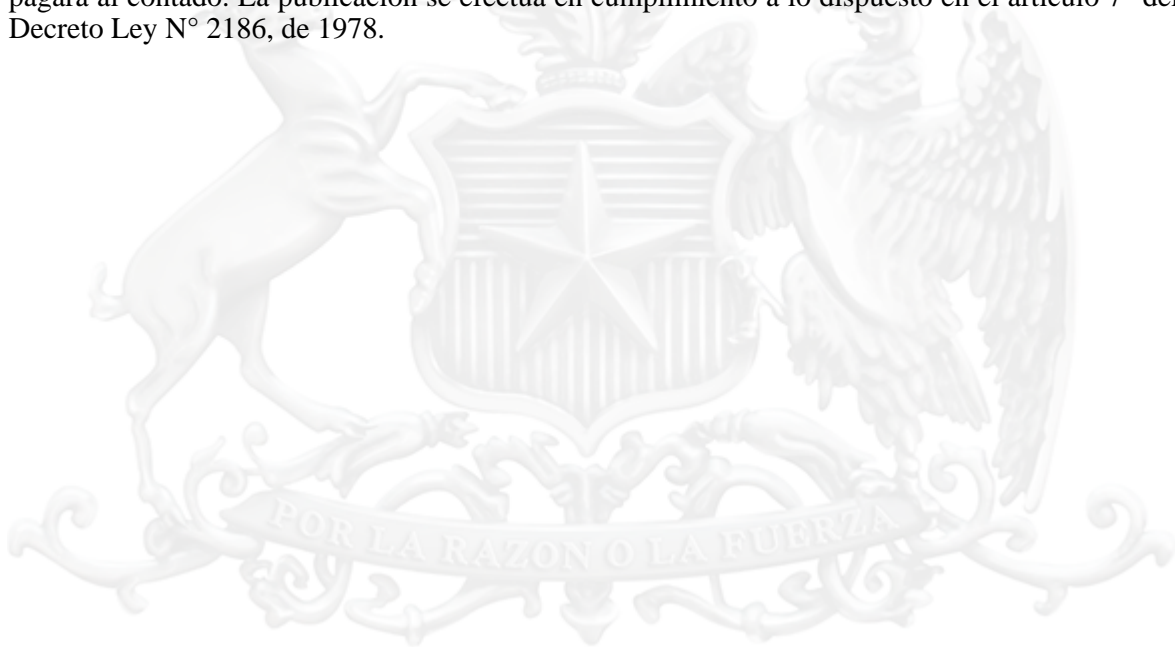 pagará al contado. La publicación se efectúa en cumplimiento a lo dispuesto en el artículo 7° del
Decreto Ley N° 2186, de 1978.
POR LA RAZON O LA FUERZA